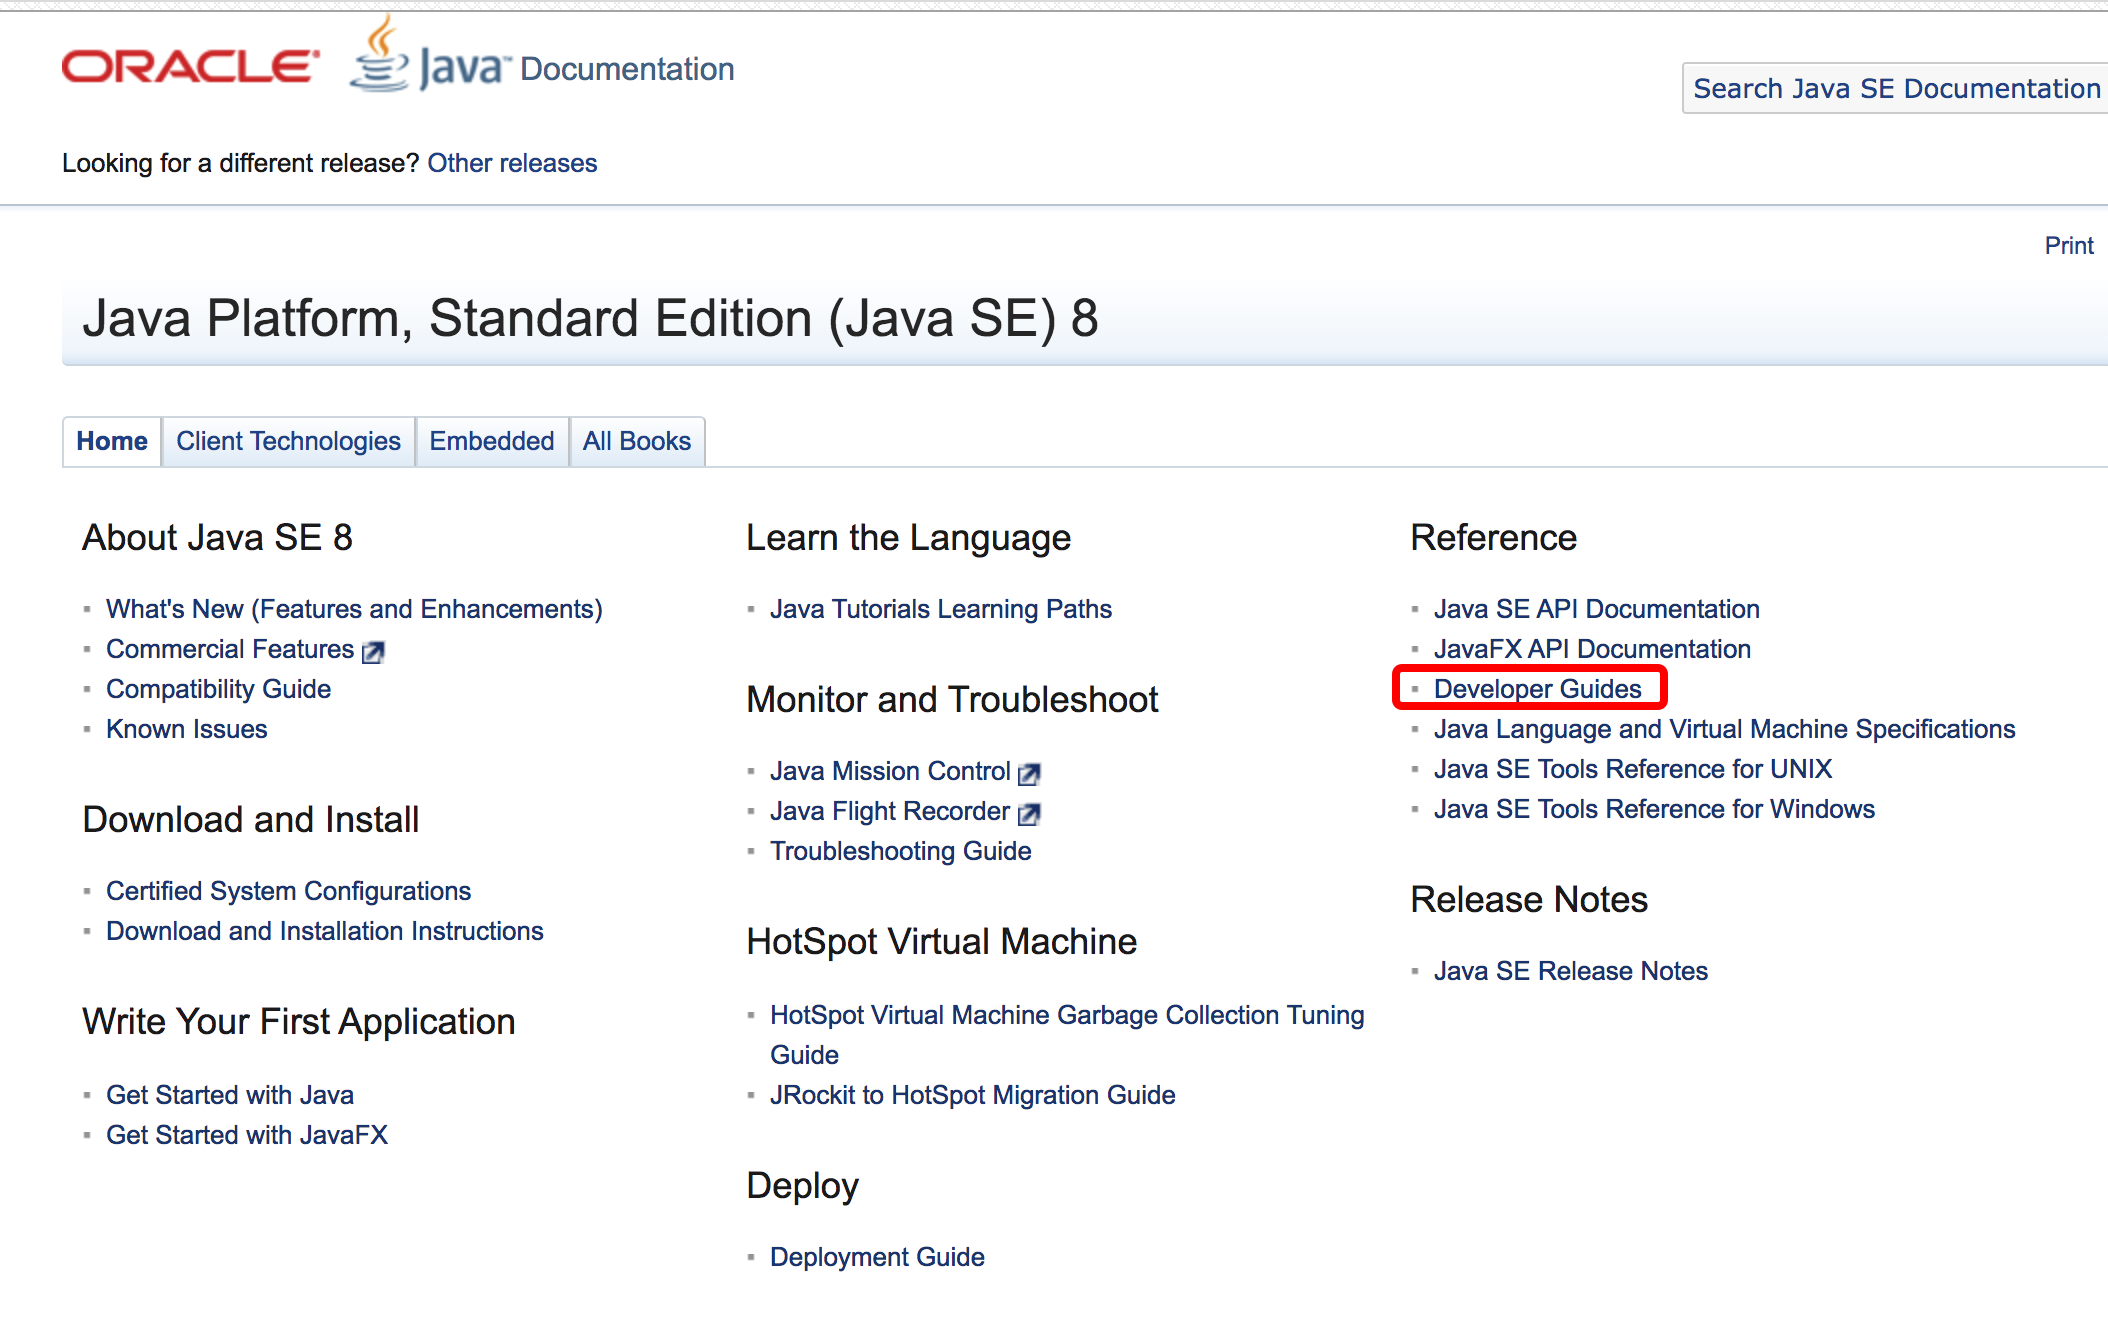 ORACLE Java™ Documentation
Search Java SE Documentation
Looking for a different release? Other releases
Print
Java Platform, Standard Edition (Java SE) 8
Home Client Technologies Embedded All Books
About Java SE 8
What's New (Features and Enhancements)
Commercial Features
Compatibility Guide
Known Issues
Download and Install
Certified System Configurations
Download and Installation Instructions
Write Your First Application
Get Started with Java
Get Started with JavaFX
Learn the Language
Java Tutorials Learning Paths
Monitor and Troubleshoot
Java Mission Control
Java Flight Recorder
Troubleshooting Guide
HotSpot Virtual Machine
HotSpot Virtual Machine Garbage Collection Tuning
Guide
JRockit to HotSpot Migration Guide
Deploy
Deployment Guide
Reference
Java SE API Documentation
JavaFX API Documentation
Developer Guides
Java Language and Virtual Machine Specifications
Java SE Tools Reference for UNIX
Java SE Tools Reference for Windows
Release Notes
Java SE Release Notes